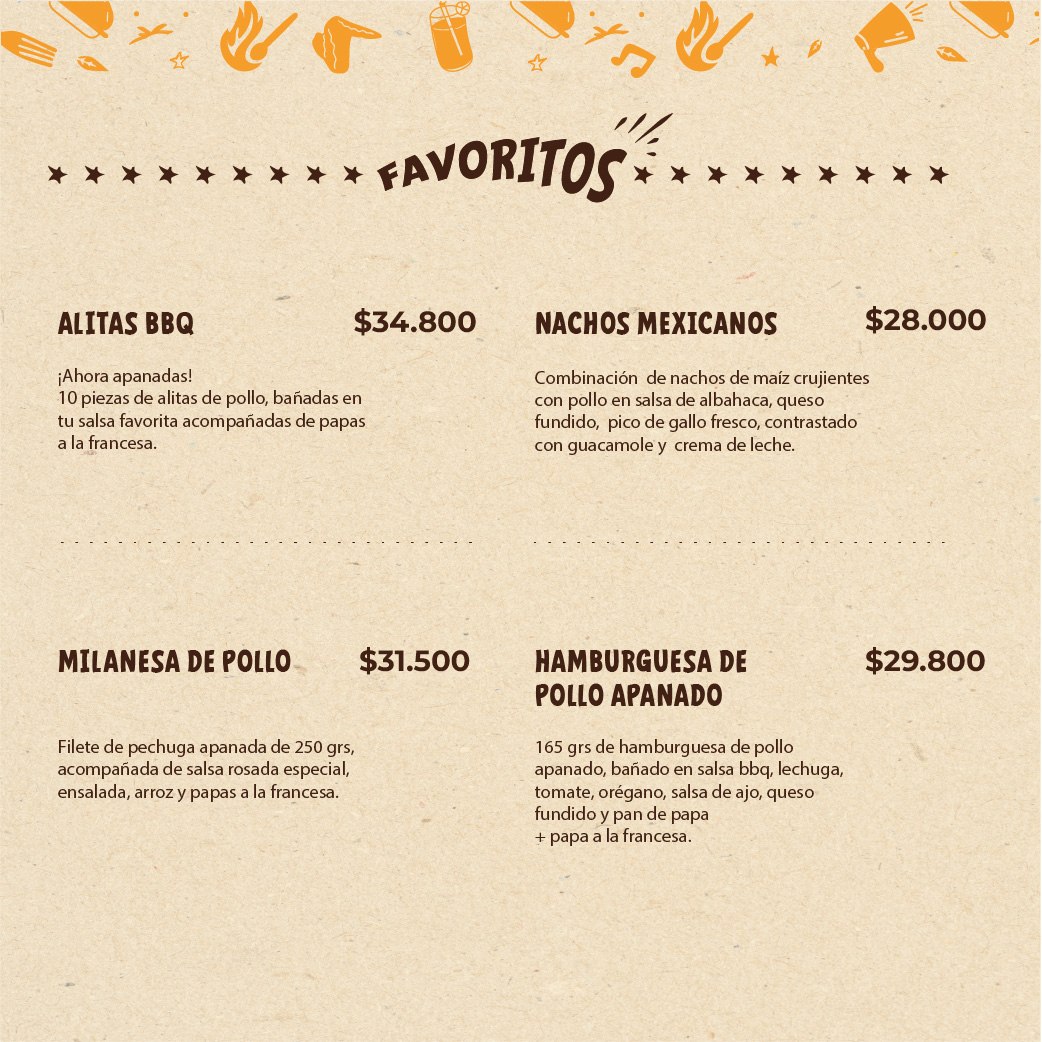 FAVORITOS
ALITAS BBQ
$34.800
¡Ahora apanadas!
10 piezas de alitas de pollo, bañadas en
tu salsa favorita acompañadas de papas
a la francesa.
NACHOS MEXICANOS
$28.000
Combinación  de nachos de maíz crujientes
con pollo en salsa de albahaca, queso
fundido,  pico de gallo fresco, contrastado
con guacamole y  crema de leche.
MILANESA DE POLLO
$31.500
Filete de pechuga apanada de 250 grs,
acompañada de salsa rosada especial,
ensalada, arroz y papas a la francesa.
HAMBURGUESA DE
POLLO APANADO
$29.800
165 grs de hamburguesa de pollo
apanado, bañado en salsa bbq, lechuga,
tomate, orégano, salsa de ajo, queso
fundido y pan de papa
+ papa a la francesa.